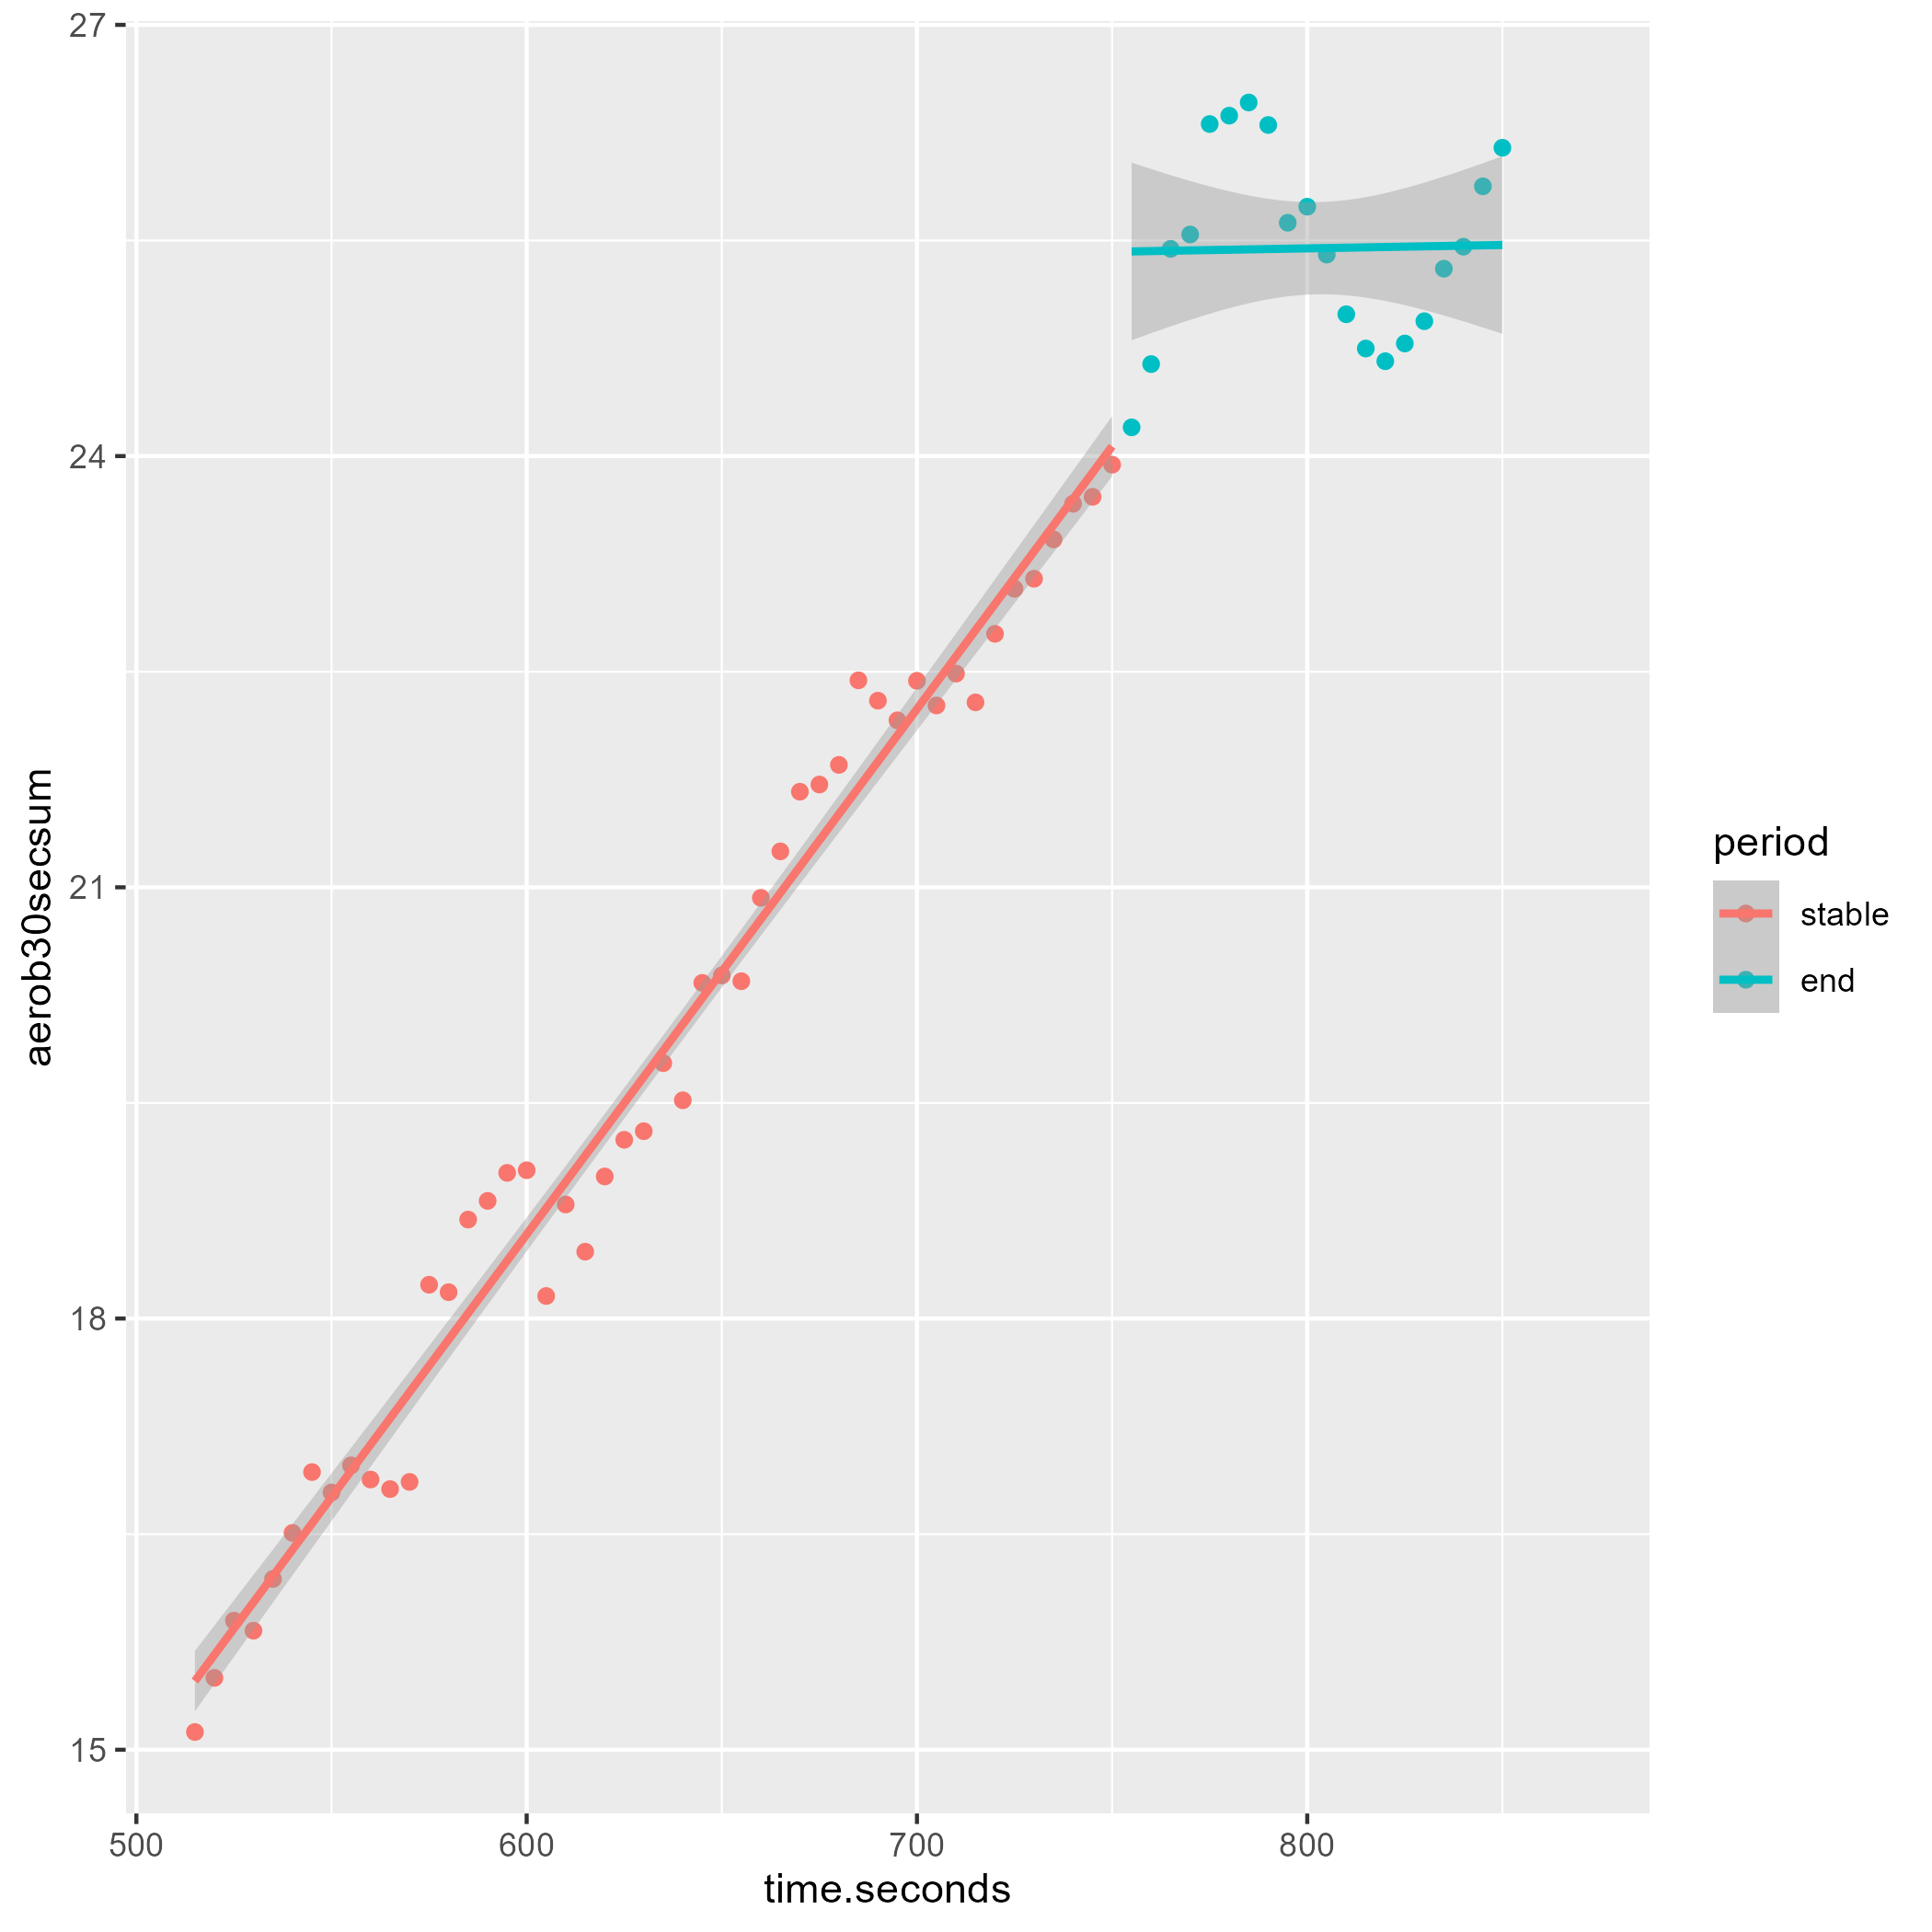 27
24
21
18
15
aerob30secsum
500 600 700 800
time.seconds
period
stable
end